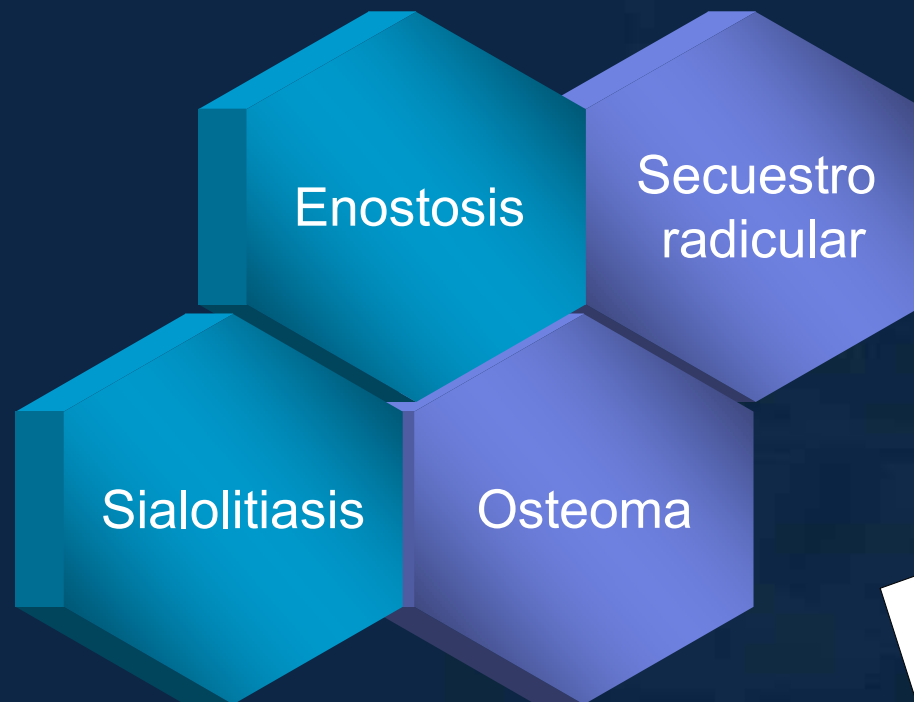 Enostosis
Secuestro
radicular
Sialolitiasis
Osteoma